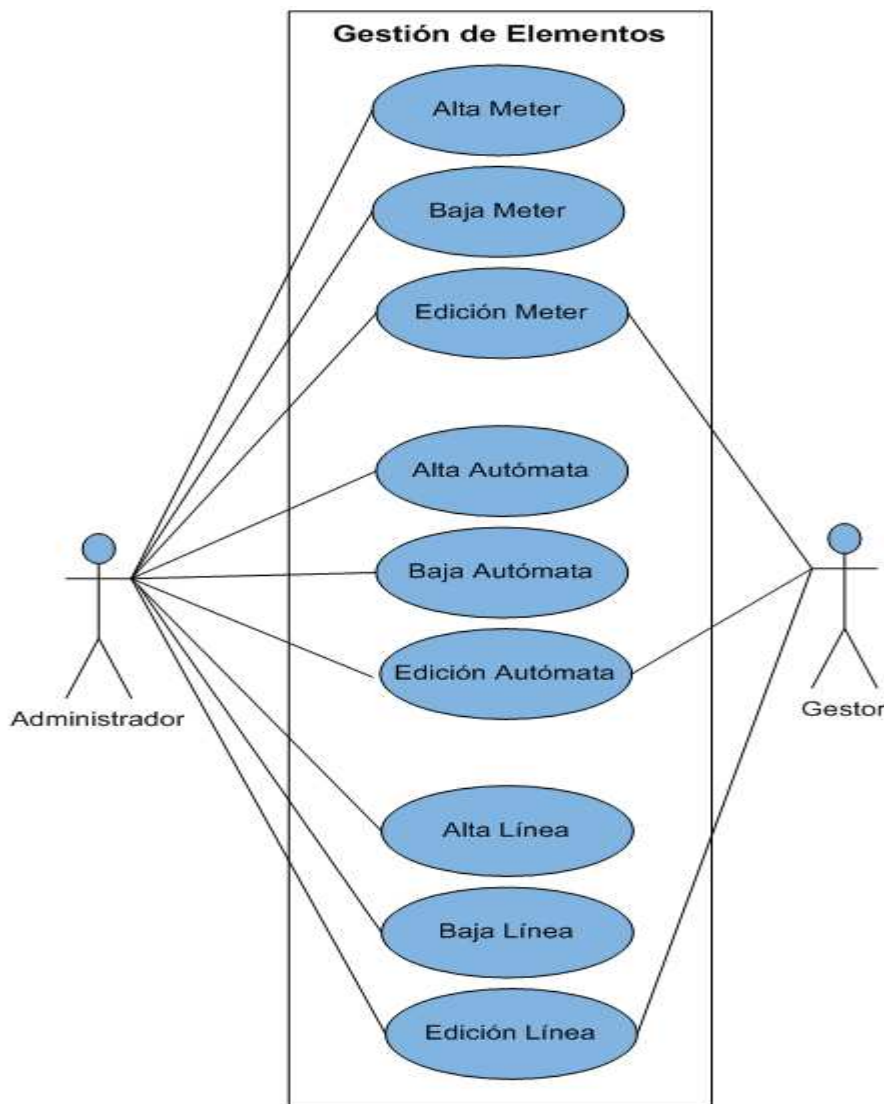 Gestión de Elementos
Alta Meter
Baja Meter
Edición Meter
Alta Autómata
Baja Autómata
Edición Autómata
Administrador
Gestor
Alta Línea
Baja Línea
Edición Línea